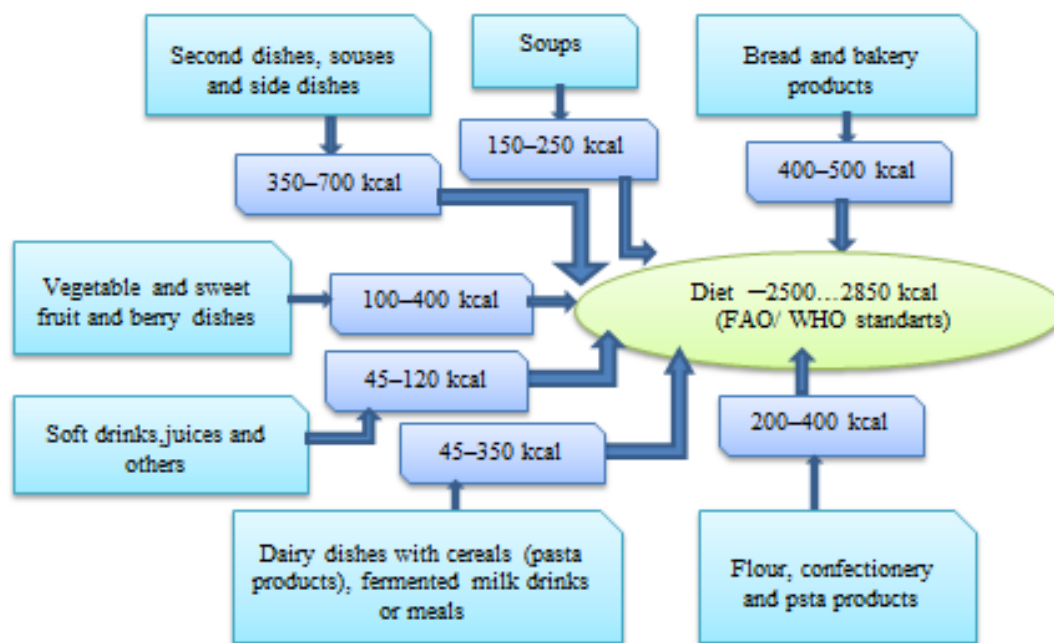 Second dishes, souses
and side dishes
Soups
Bread and bakery
products
350–700 kcal
150–250 kcal
400–500 kcal
Vegetable and sweet
fruit and berry dishes
100–400 kcal
Diet —2500...2850 kcal
(FAO/ WHO standarts)
45–120 kcal
Soft drinks,juices and
others
45–350 kcal
200–400 kcal
Dairy dishes with cereals (pasta
products), fermented milk drinks
or meals
Flour, confectionery
and psta products